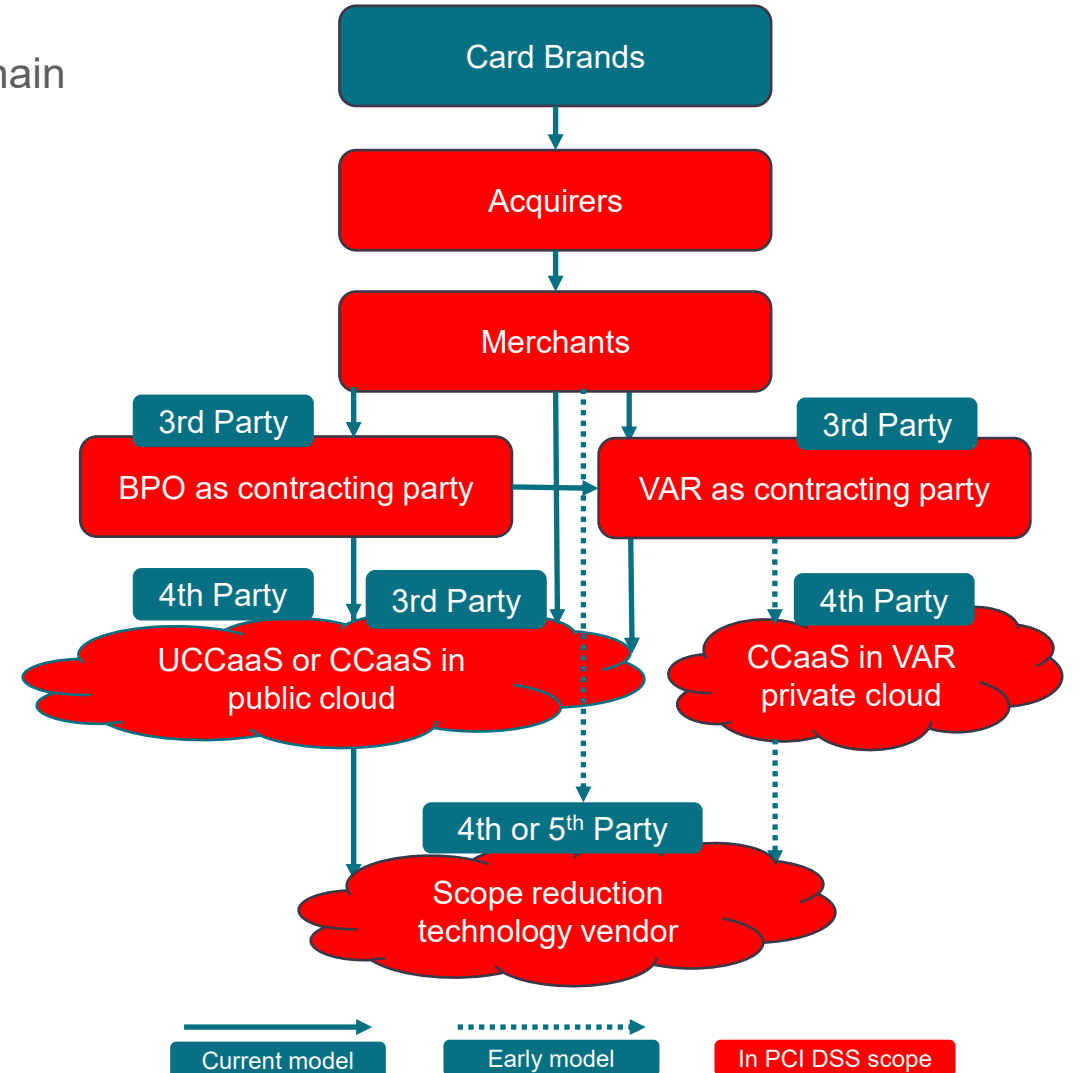 hain
Card Brands
Acquirers
Merchants
3rd Party
3rd Party
BPO as contracting party
VAR as contracting party
4th Party
3rd Party
4th Party
UCCaaS or CCaaS in
public cloud
CCaaS in VAR
private cloud
4th or 5th Party
Scope reduction
technology vendor
Current model
Early model
In PCI DSS scope